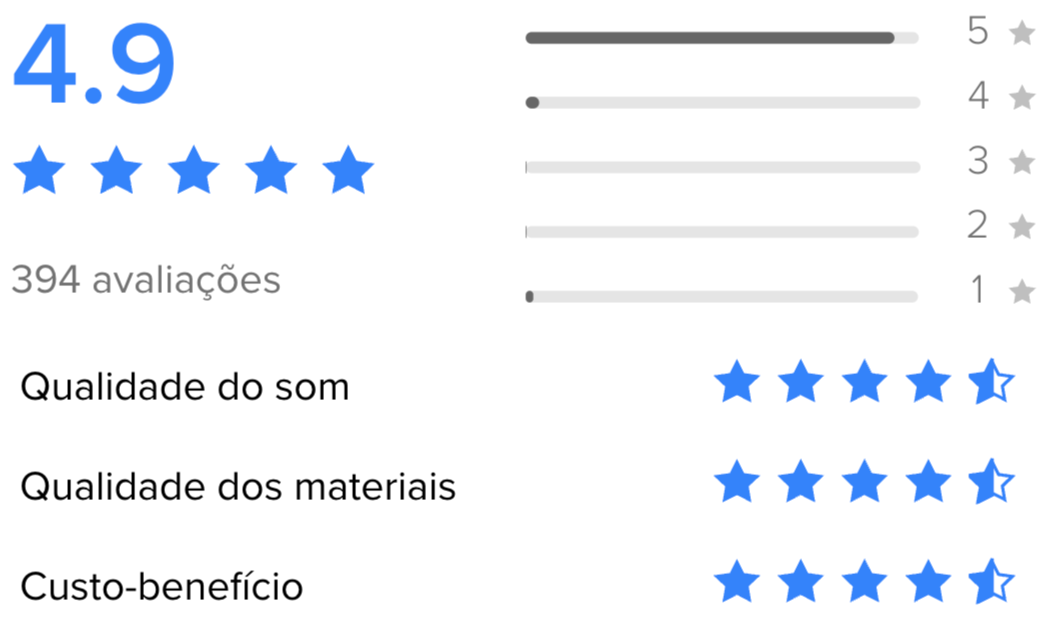 4.9
394 avaliações
5
4
3
2
1
Qualidade do som
Qualidade dos materiais
Custo-benefício